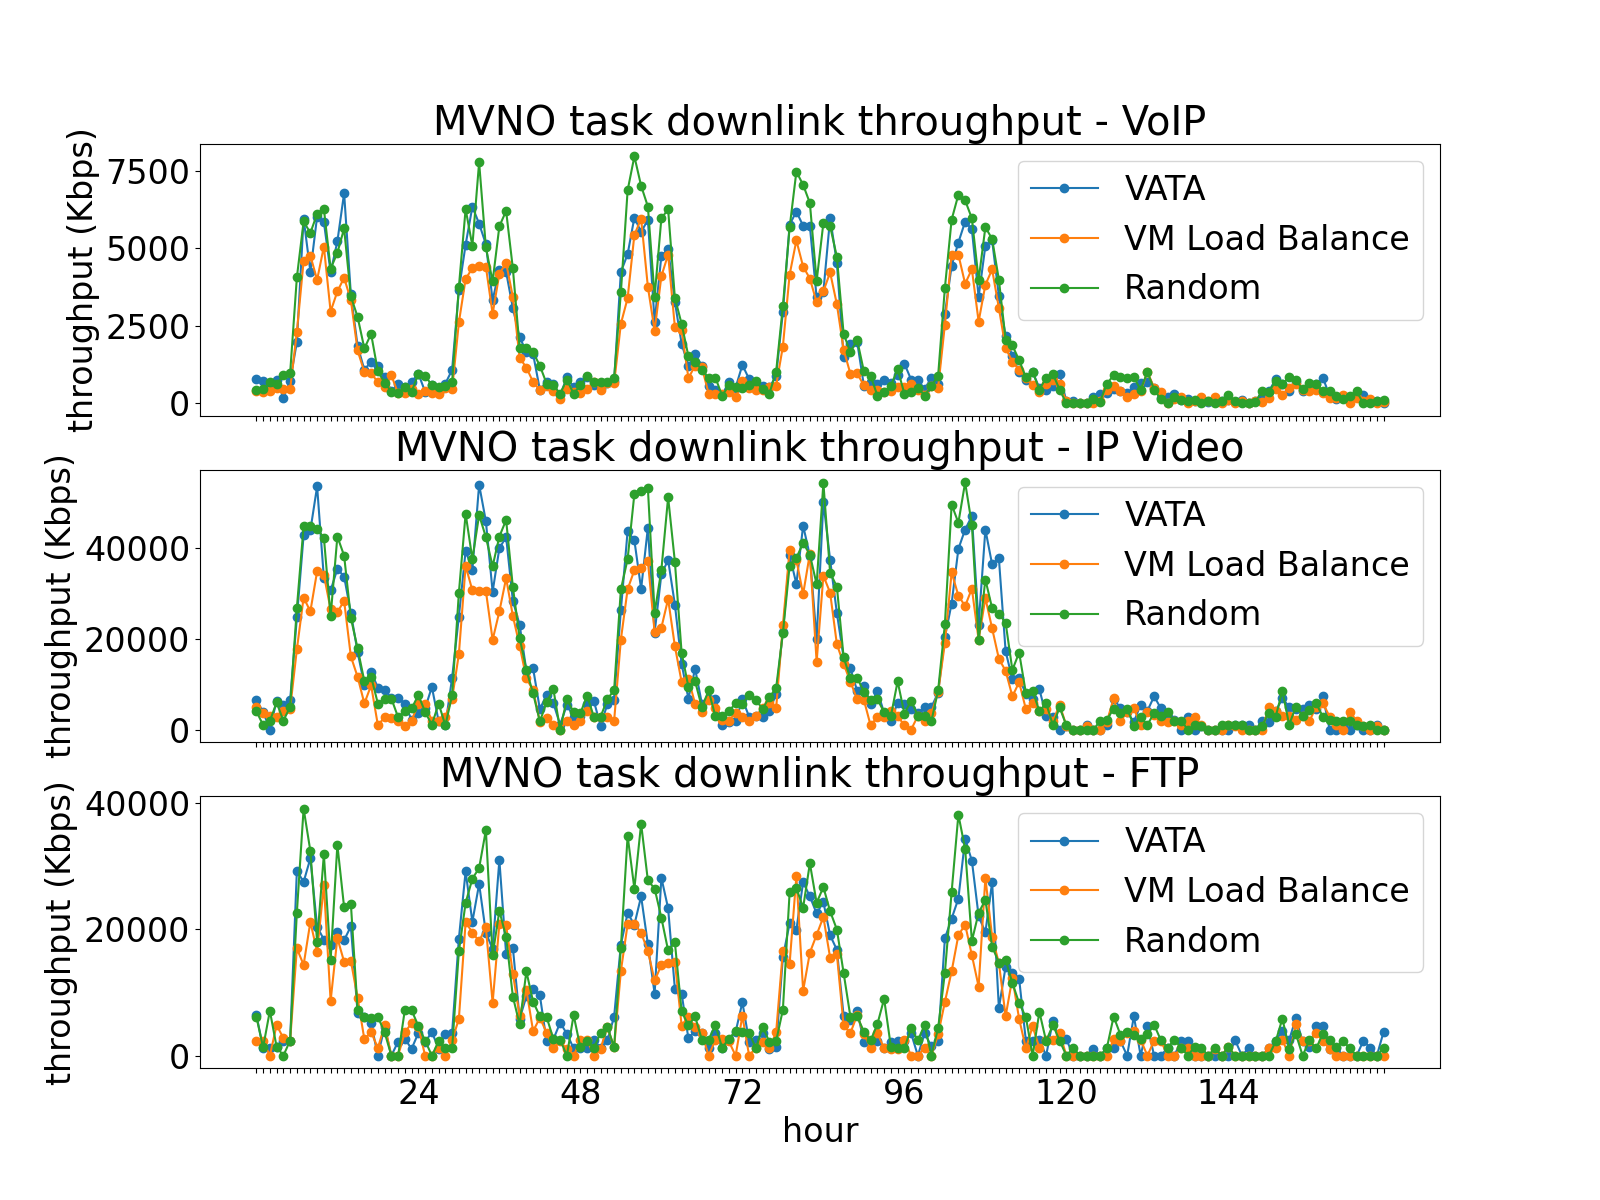 MVNO task downlink throughput - VoIP
throughput (Kbps)
7500
5000
2500
0
VATA
VM Load Balance
Random
MVNO task downlink throughput - IP Video
throughput (Kbps)
40000
20000
0
VATA
VM Load Balance
Random
MVNO task downlink throughput - FTP
throughput (Kbps)
40000
20000
0
VATA
VM Load Balance
Random
24 48 72 96 120 144
hour